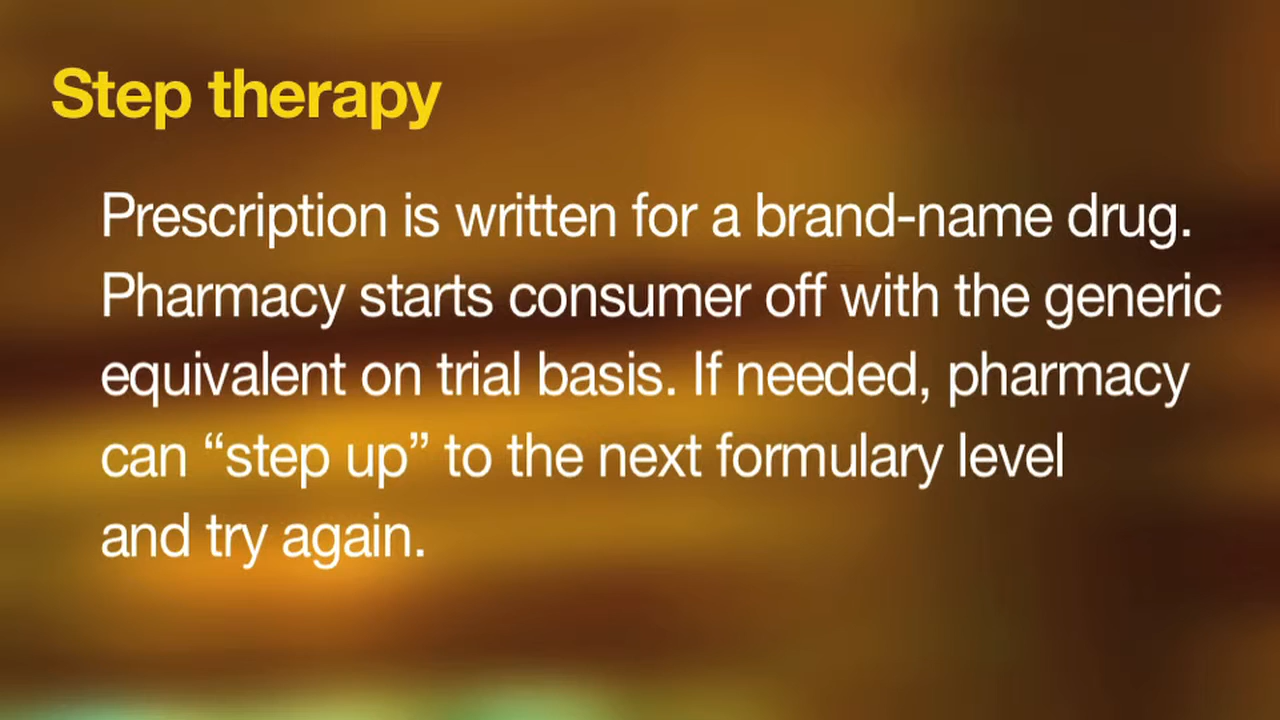 Step therapy
Prescription is written for a brand-name drug.
Pharmacy starts consumer off with the generic
equivalent on trial basis. If needed, pharmacy
can “step up” to the next formulary level
and try again.